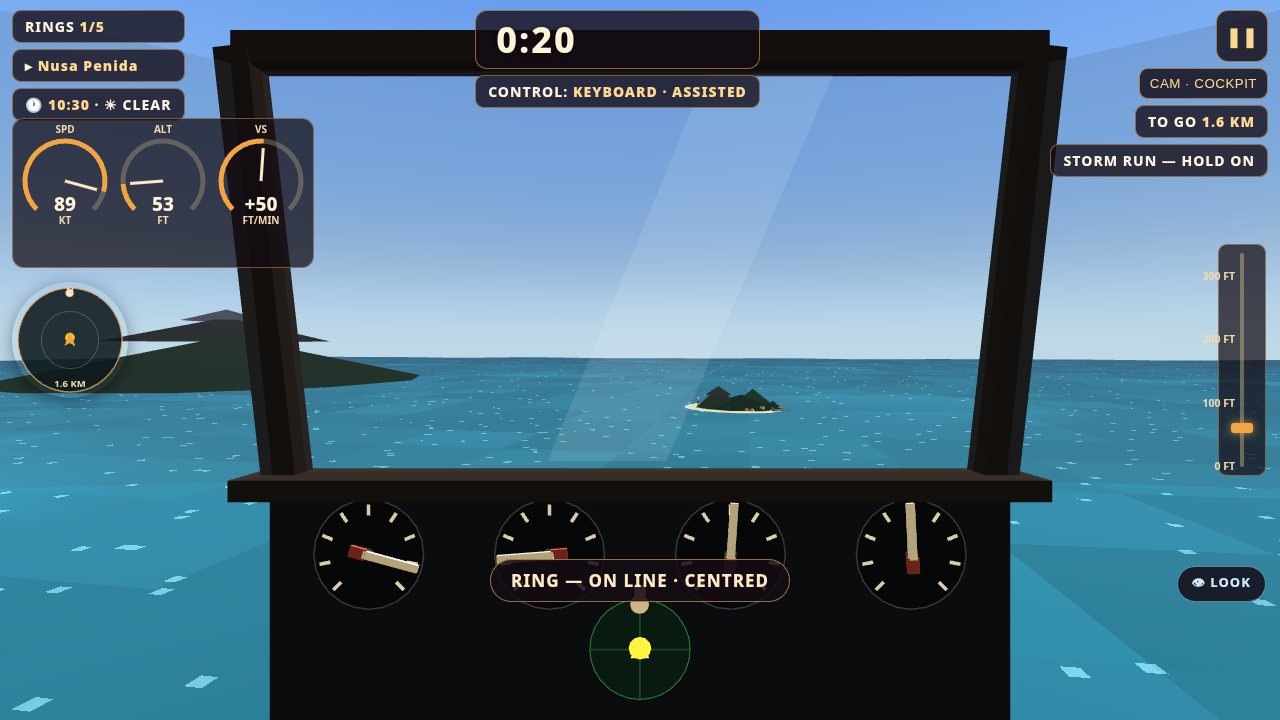 RINGS 1/5
▸ Nusa Penida
🕐 10:30 · ☀ CLEAR
0:20
CONTROL: KEYBOARD · ASSISTED
CAM · COCKPIT
TO GO 1.6 KM
STORM RUN — HOLD ON
SPD ALT VS
89 53 +50
KT FT FT/MIN
1.6 KM
300 FT
200 FT
100 FT
0 FT
RING — ON LINE · CENTRED
👁 LOOK